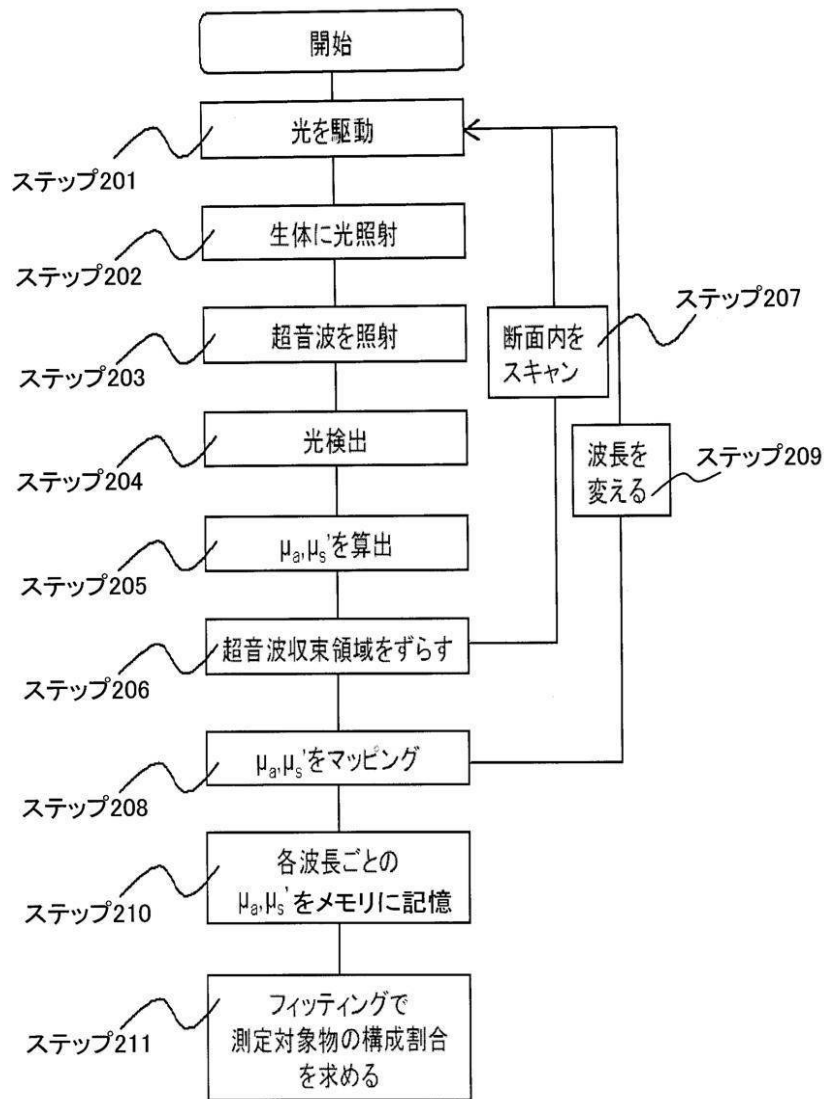 開始
光を駆動
ステップ201
生体に光照射
ステップ202
ステップ207
超音波を照射
断面内を
スキャン
ステップ203
光検出
波長を
変える
ステップ209
ステップ204
μa,μs'を算出
ステップ205
超音波収束領域をずらす
ステップ206
μa,μs'をマッピング
ステップ208
各波長ごとの
μa,μs'をメモリに記憶
ステップ210
フィッティングで
測定対象物の構成割合
を求める
ステップ211